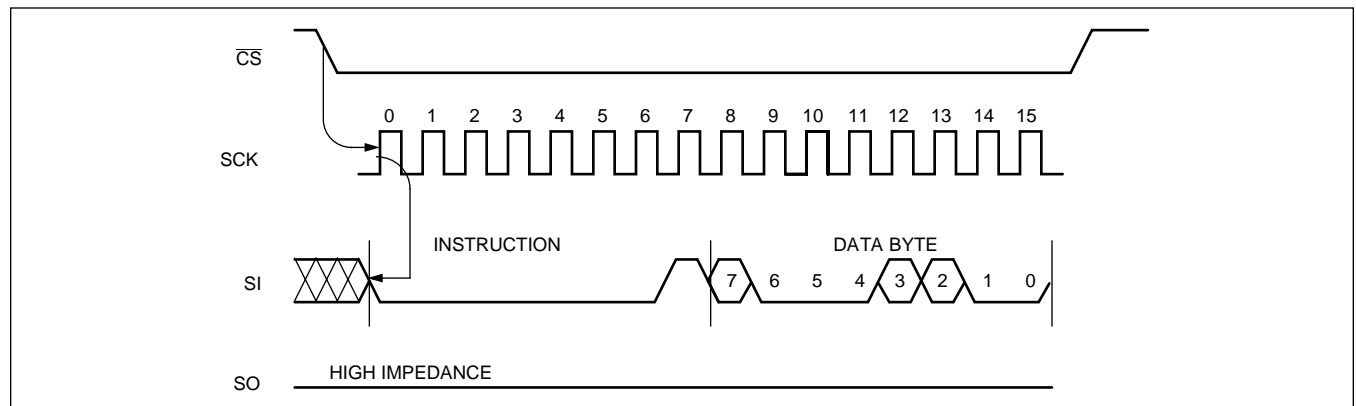 CS
0 1 2 3 4 5 6 7 8 9 10 11 12 13 14 15
SCK
INSTRUCTION DATA BYTE
SI 7 6 5 4 3 2 1 0
HIGH IMPEDANCE
SO